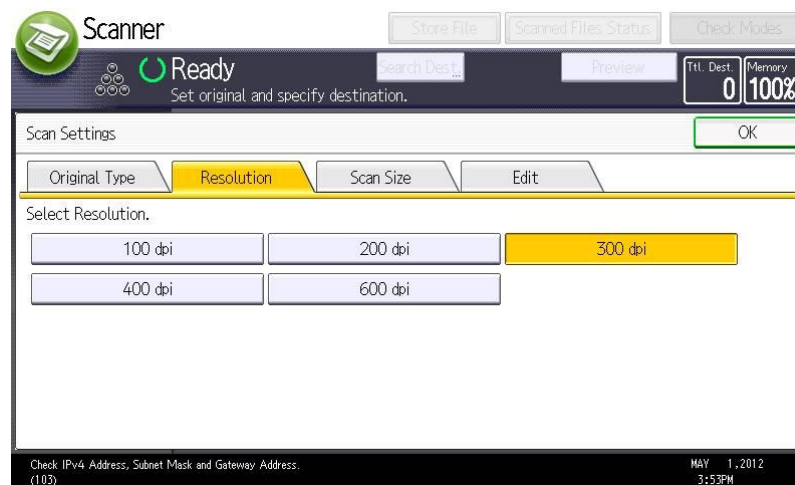 Scanner
Store File
Scanned Files Status
Check Modes
Ready
Search Dest.
Preview
Ttl. Dest.
0
Memory
100%
Set original and specify destination.
Scan Settings
OK
Original Type
Resolution
Scan Size
Edit
Select Resolution.
100 dpi
200 dpi
300 dpi
400 dpi
600 dpi
Check IPv4 Address, Subnet Mask and Gateway Address.
(103)
MAY 1,2012
3:53PM